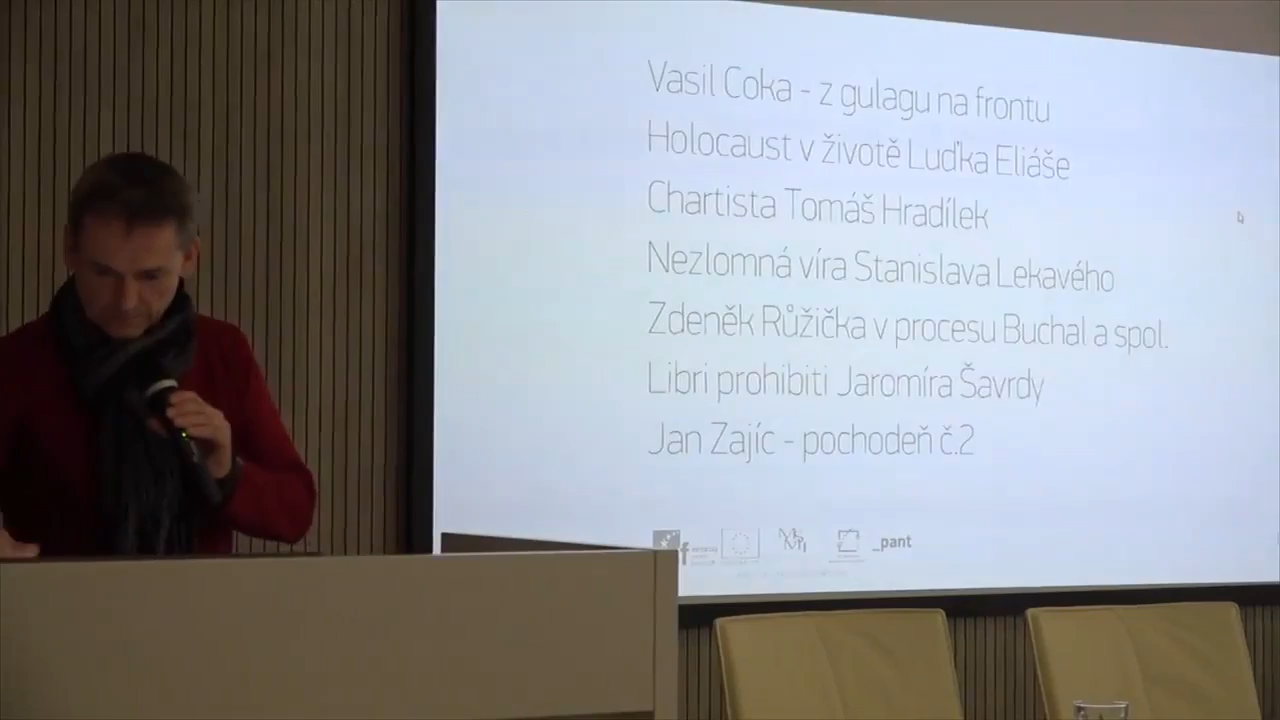 Vasil Coka - z gulagu na frontu
Holocaust v životě Luďka Eliáše
Chartista Tomáš Hradílek
Nezlomná víra Stanislava Lekavého
Zdeněk Růžička v procesu Buchal a spol.
Libri prohibiti Jaromíra Šavrdy
Jan Zajíc - pochodeň č.2
_pant